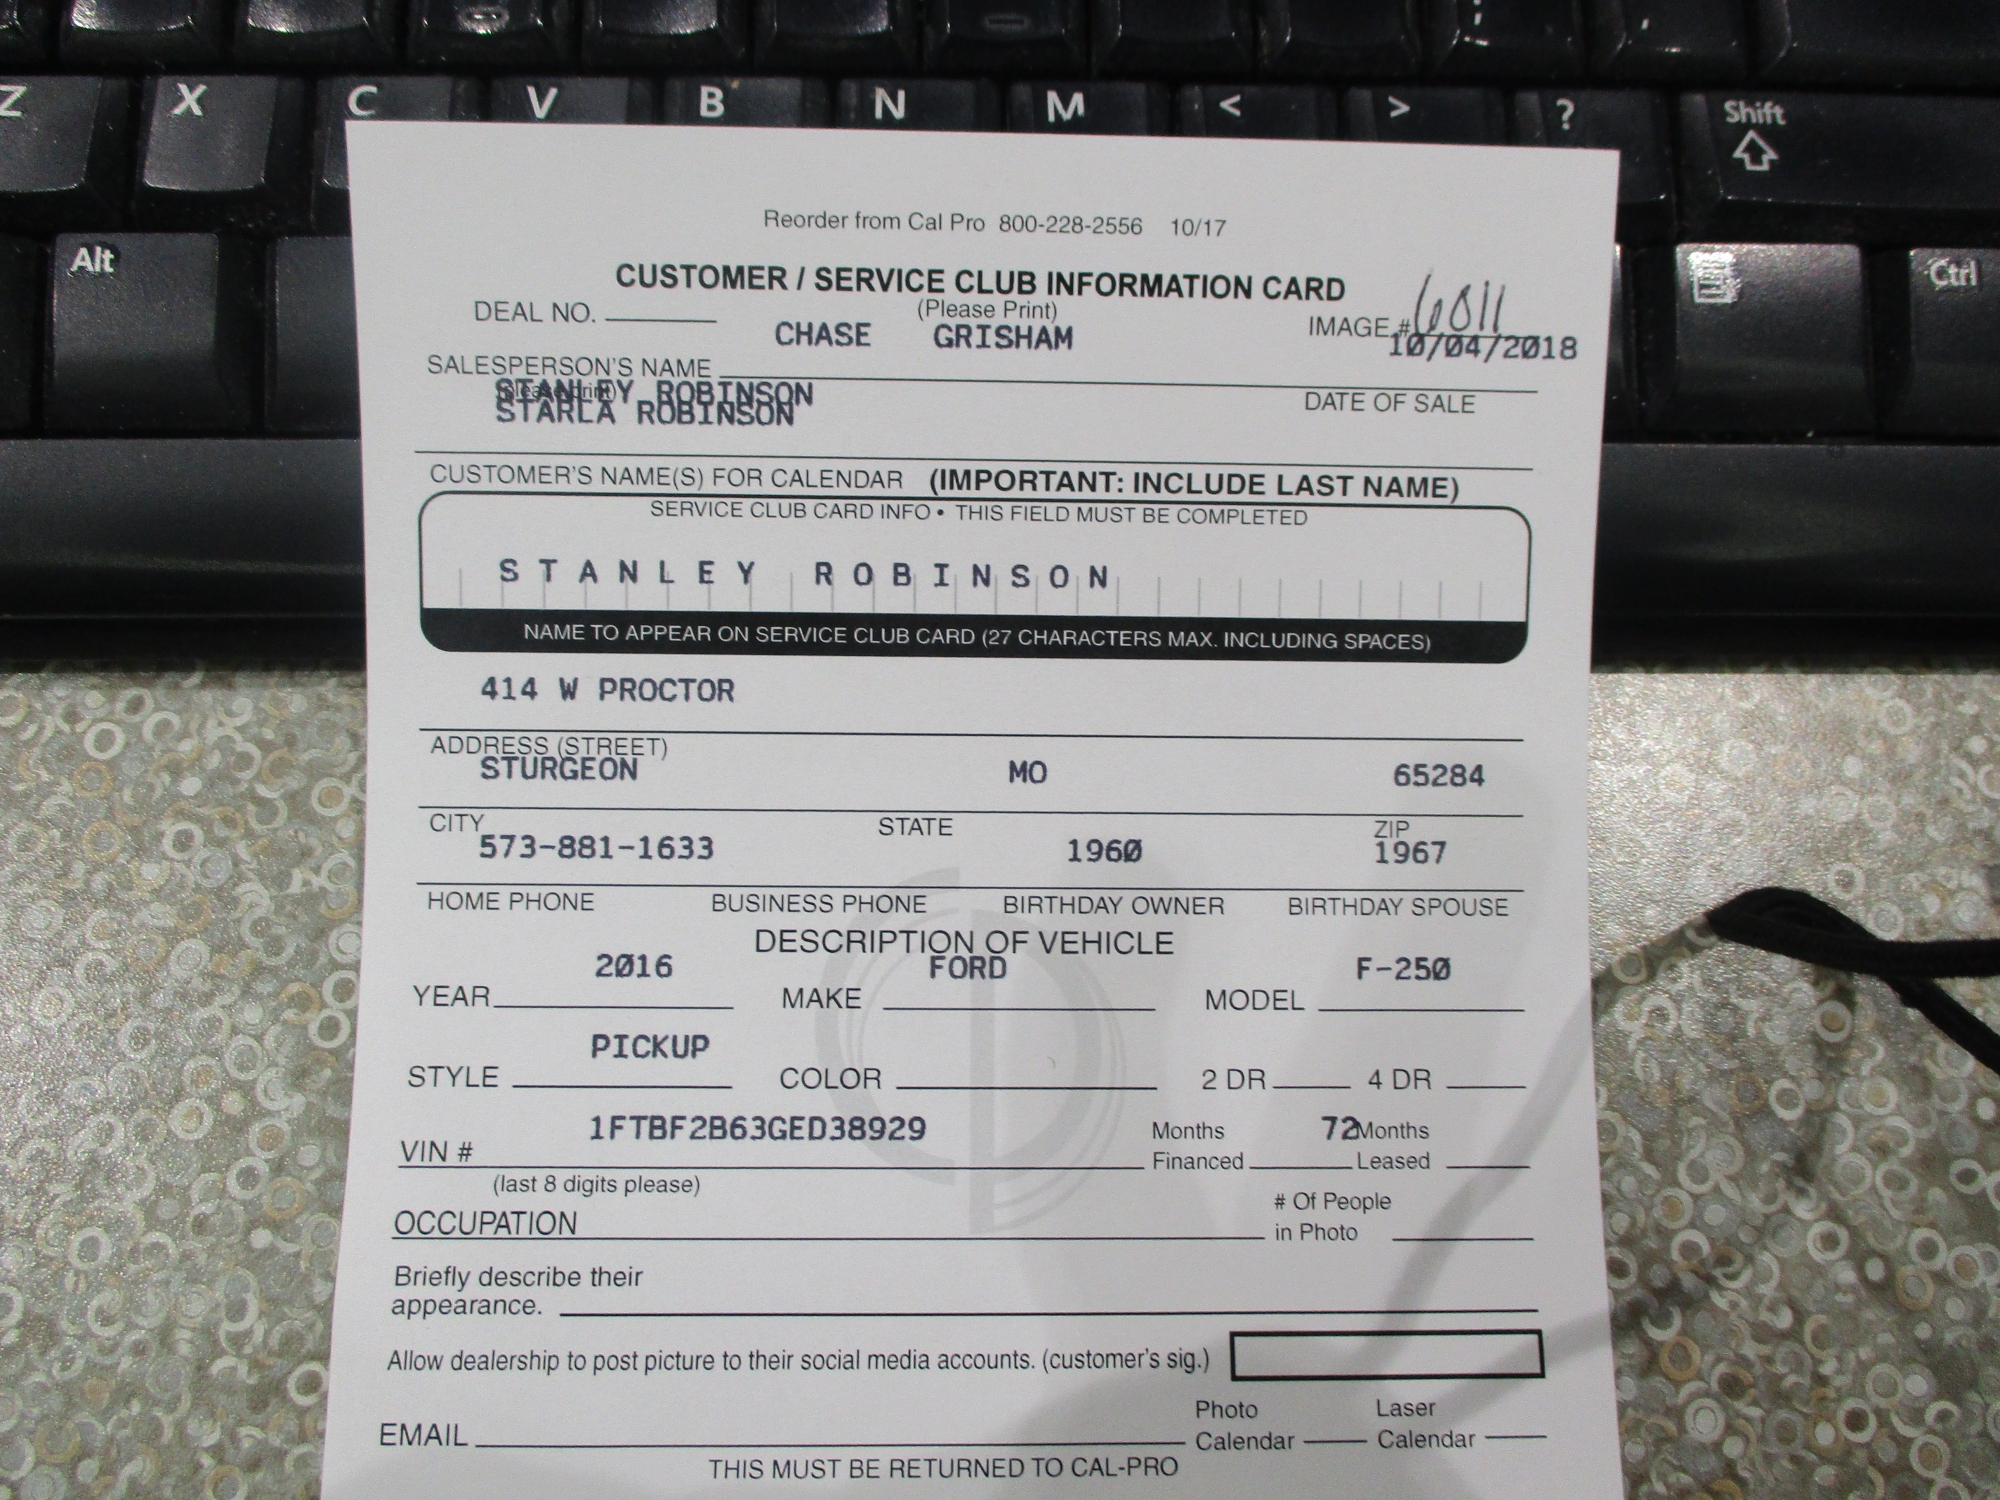 Z X C V B N M < > ? Shift
Alt Ctrl
Reorder from Cal Pro 800-228-2556 10/17
CUSTOMER / SERVICE CLUB INFORMATION CARD
(Please Print)
DEAL NO. IMAGE # 6011
CHASE GRISHAM 10/04/2018
SALESPERSON'S NAME
(please print)
STANLEY ROBINSON
STARLA ROBINSON
DATE OF SALE
CUSTOMER'S NAME(S) FOR CALENDAR (IMPORTANT: INCLUDE LAST NAME)
SERVICE CLUB CARD INFO • THIS FIELD MUST BE COMPLETED
STANLEY ROBINSON
NAME TO APPEAR ON SERVICE CLUB CARD (27 CHARACTERS MAX. INCLUDING SPACES)
414 W PROCTOR
ADDRESS (STREET)
STURGEON MO 65284
CITY STATE ZIP
573-881-1633 1960 1967
HOME PHONE BUSINESS PHONE BIRTHDAY OWNER BIRTHDAY SPOUSE
DESCRIPTION OF VEHICLE
2016 FORD F-250
YEAR MAKE MODEL
PICKUP
STYLE COLOR 2 DR 4 DR
1FTBF2B63GED38929 72
VIN # Months Financed Months Leased
(last 8 digits please)
OCCUPATION # Of People in Photo
Briefly describe their
appearance.
Allow dealership to post picture to their social media accounts. (customer's sig.)
EMAIL Photo Calendar Laser Calendar
THIS MUST BE RETURNED TO CAL-PRO